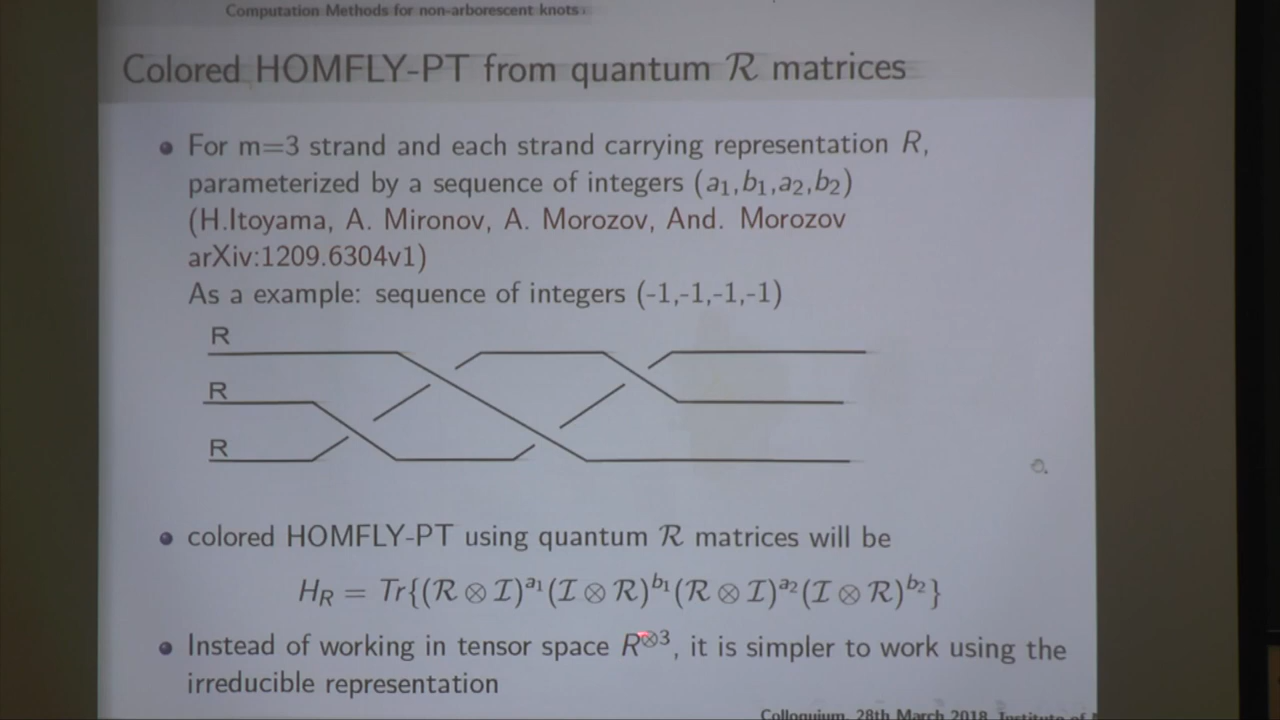 Computation Methods for non-arborescent knots
Colored HOMFLY-PT from quantum ℛ matrices
For m=3 strand and each strand carrying representation R,
parameterized by a sequence of integers (a₁,b₁,a₂,b₂)
(H.Itoyama, A. Mironov, A. Morozov, And. Morozov
arXiv:1209.6304v1)
As a example: sequence of integers (-1,-1,-1,-1)
R
R
R
colored HOMFLY-PT using quantum ℛ matrices will be
H_R = Tr{(ℛ ⊗ ℐ)^{a₁}(ℐ ⊗ ℛ)^{b₁}(ℛ ⊗ ℐ)^{a₂}(ℐ ⊗ ℛ)^{b₂}}
Instead of working in tensor space R^{⊗3}, it is simpler to work using the
irreducible representation
Colloquium, 28th March 2018, Institute of